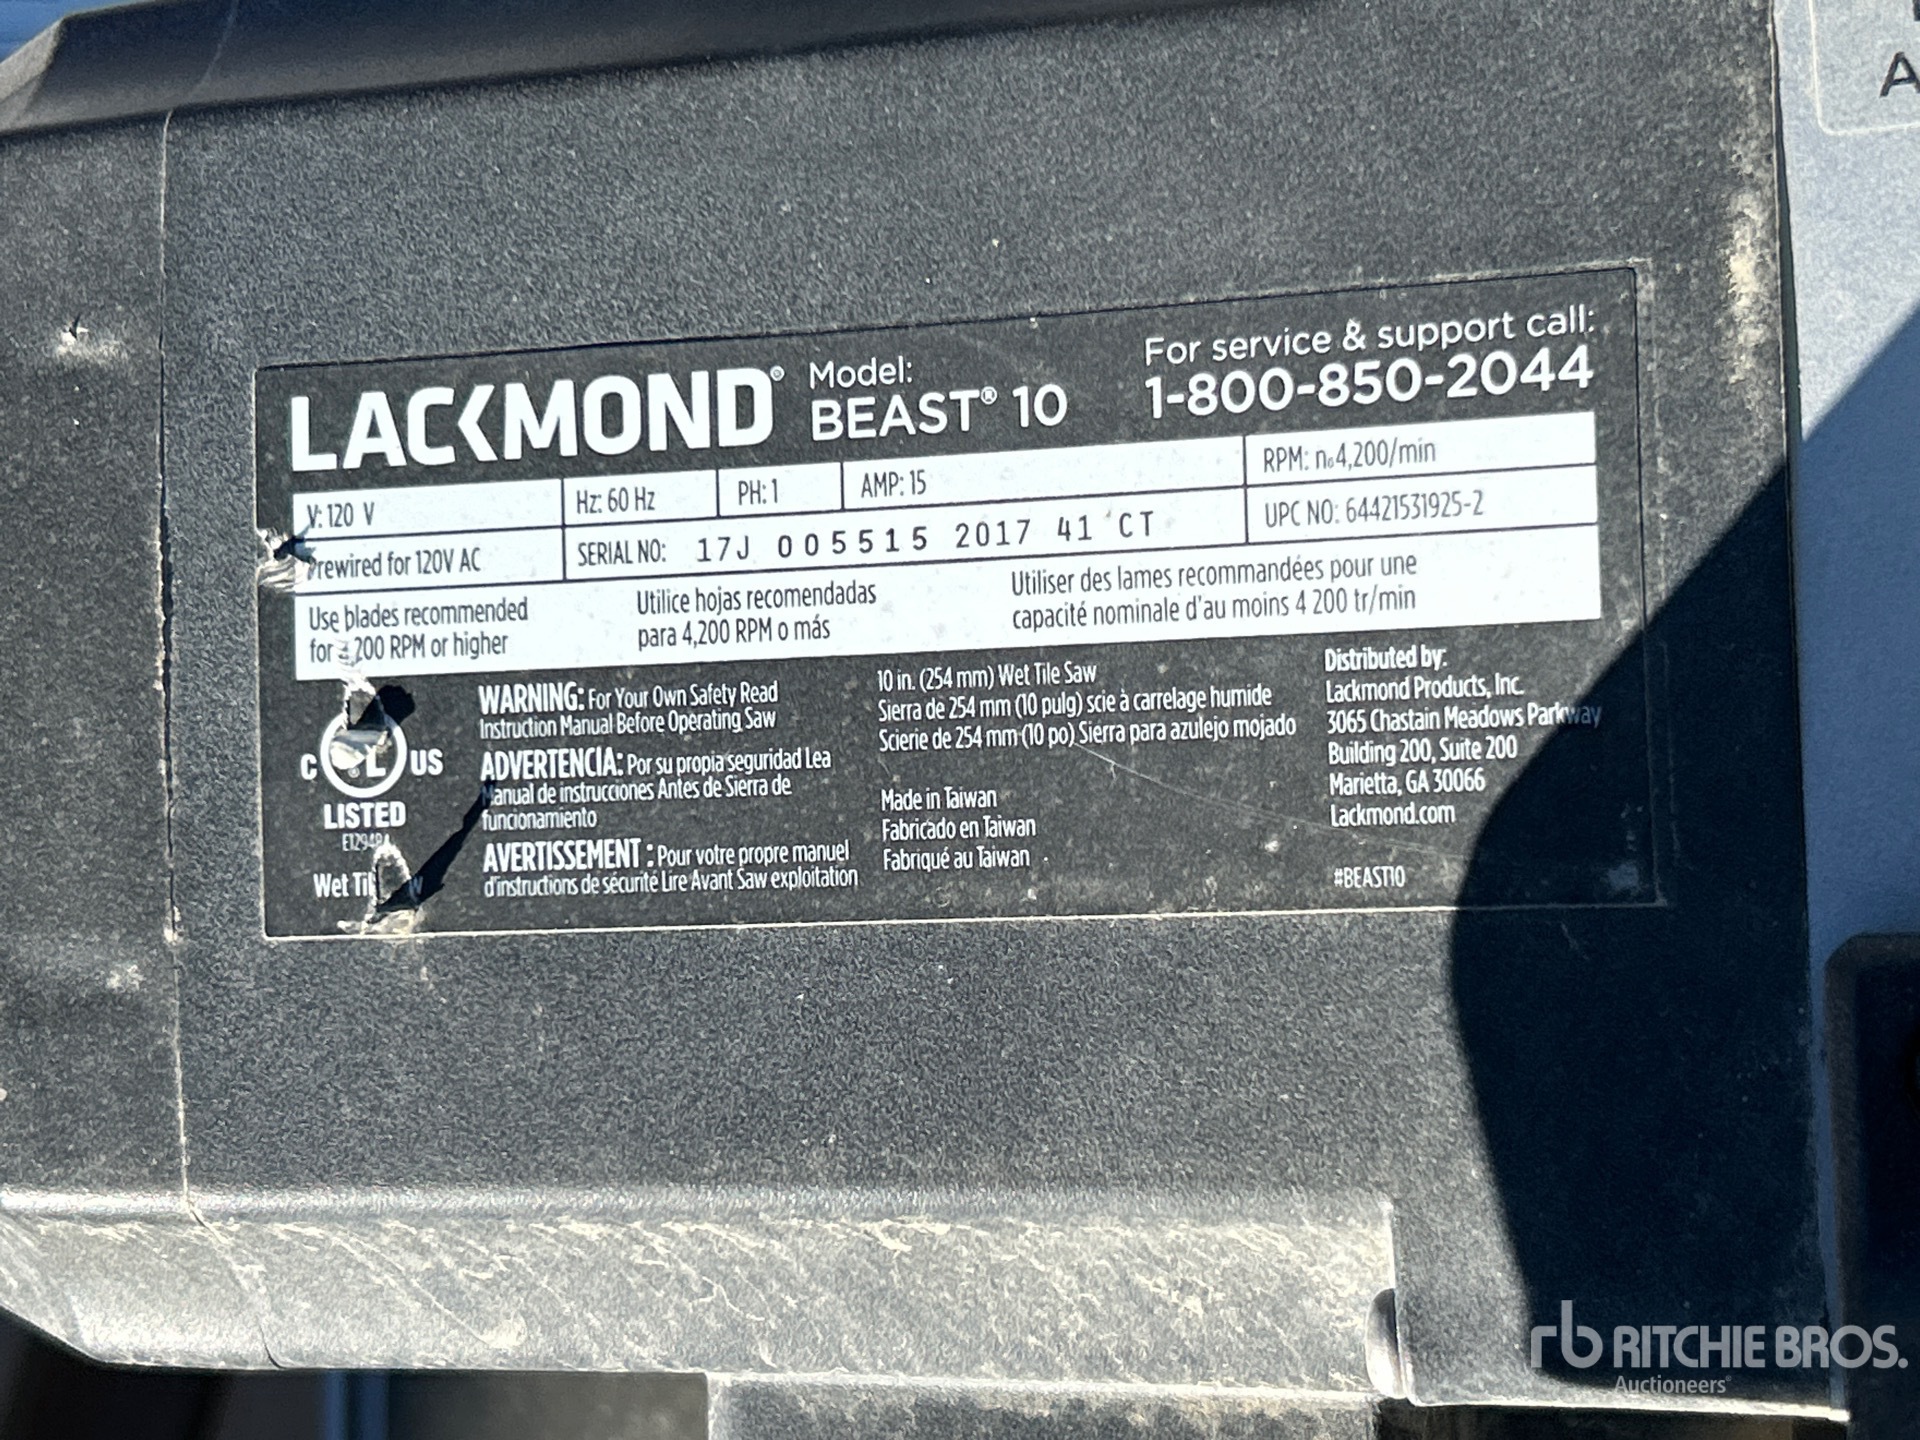 LACKMOND®
Model:
BEAST® 10
For service & support call:
1-800-850-2044
V: 120 V
Hz: 60 Hz
PH: 1
AMP: 15
RPM: n₀4,200/min
Prewired for 120V AC
SERIAL NO: 17J 005515 2017 41 CT
UPC NO: 64421531925-2
Use blades recommended
for 200 RPM or higher
Utilice hojas recomendadas
para 4,200 RPM o más
Utiliser des lames recommandées pour une
capacité nominale d'au moins 4 200 tr/min
C UL US
LISTED
Wet
WARNING: For Your Own Safety Read
Instruction Manual Before Operating Saw
ADVERTENCIA: Por su propia seguridad Lea
Manual de instrucciones Antes de Sierra de
funcionamiento
AVERTISSEMENT : Pour votre propre manuel
d'instructions de sécurité Lire Avant Saw exploitation
10 in. (254 mm) Wet Tile Saw
Sierra de 254 mm (10 pulg) scie à carrelage humide
Scierie de 254 mm (10 po) Sierra para azulejo mojado
Made in Taiwan
Fabricado en Taiwan
Fabriqué au Taiwan
Distributed by:
Lackmond Products, Inc.
3065 Chastain Meadows Parkway
Building 200, Suite 200
Marietta, GA 30066
Lackmond.com
#BEAST10
A
rb RITCHIE BROS.
Auctioneers®